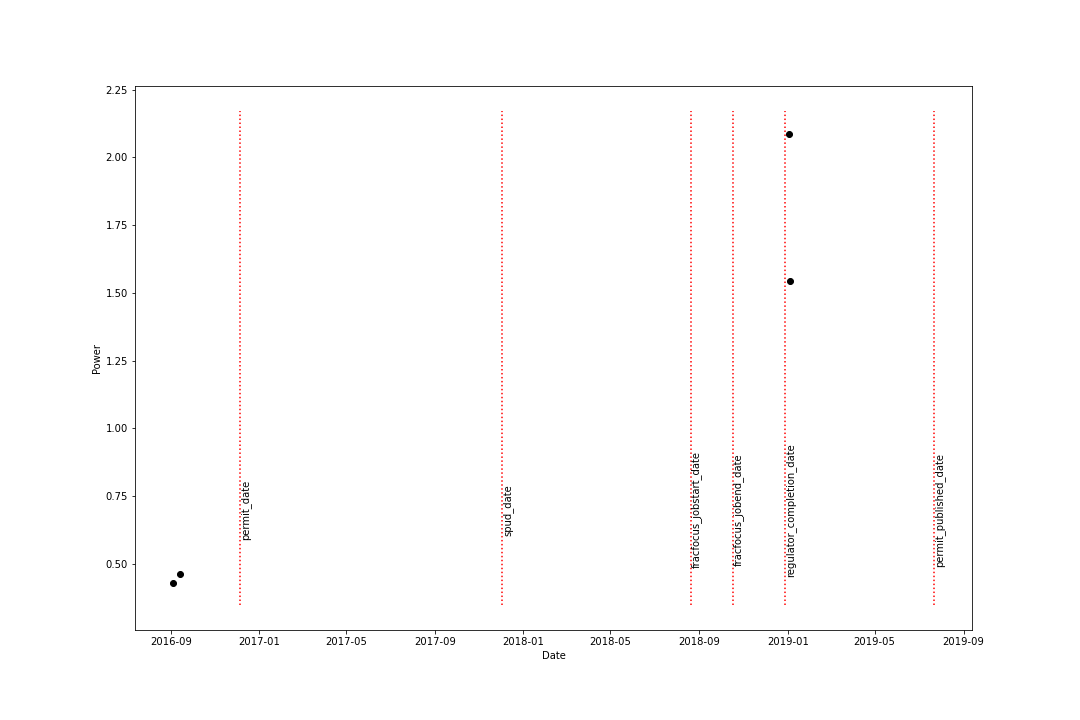 2.25
2.00
1.75
1.50
1.25
1.00
0.75
0.50
Power
permit_date
spud_date
fracfocus_jobstart_date
fracfocus_jobend_date
regulator_completion_date
permit_published_date
2016-09 2017-01 2017-05 2017-09 2018-01 2018-05 2018-09 2019-01 2019-05 2019-09
Date